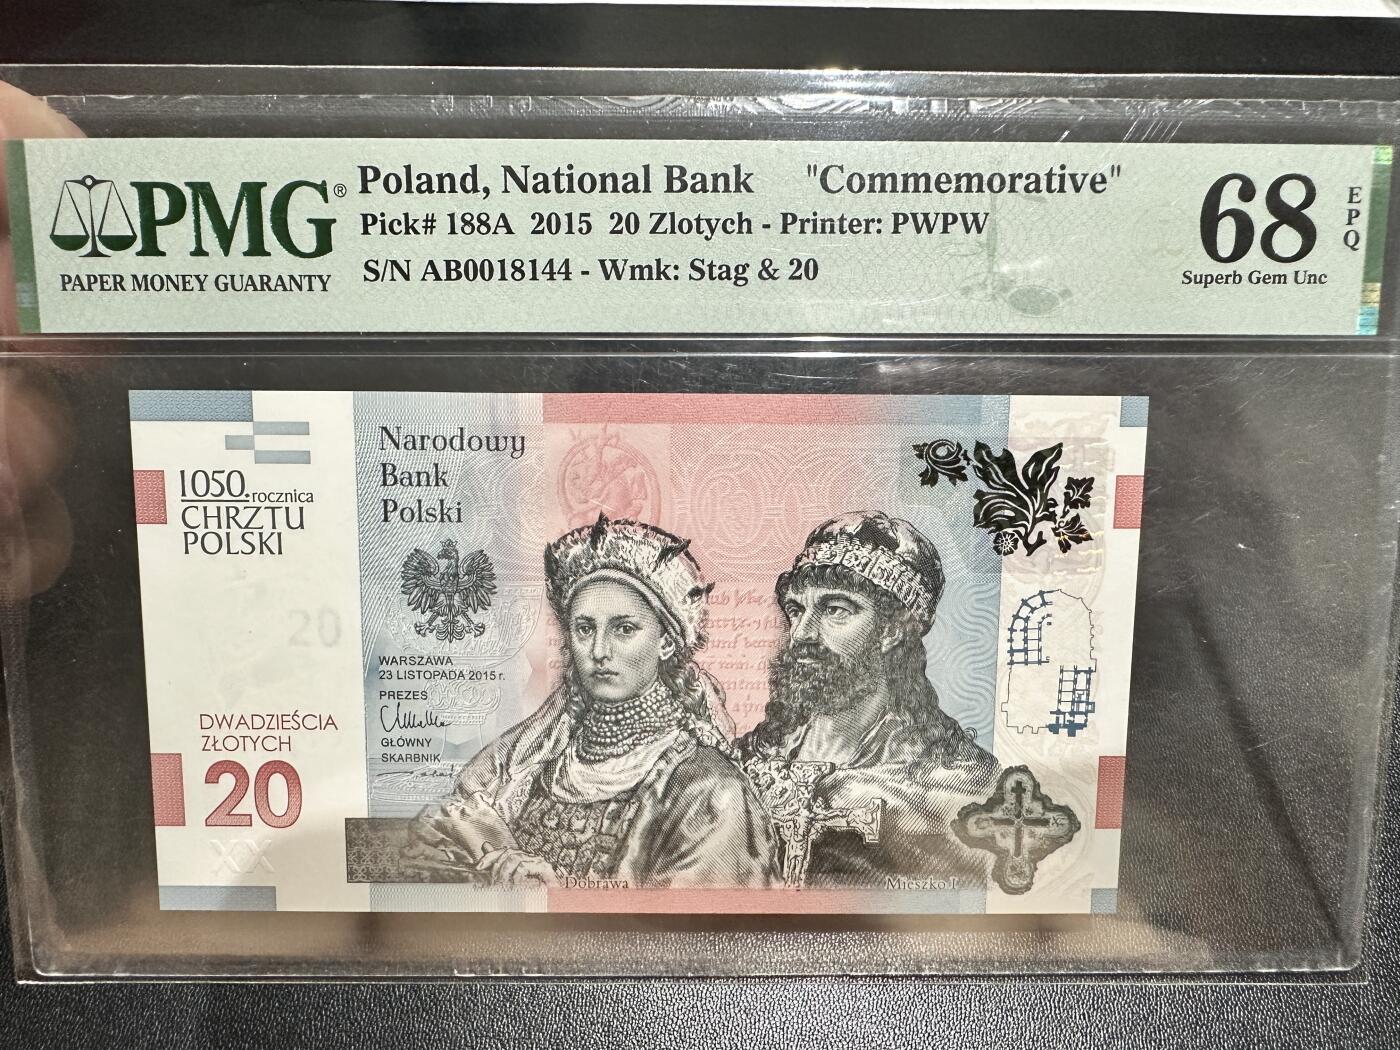 PMG®
PAPER MONEY GUARANTY
Poland, National Bank "Commemorative"
Pick# 188A 2015 20 Zlotych - Printer: PWPW
S/N AB0018144 - Wmk: Stag & 20
68
EPQ
Superb Gem Unc
1050.rocznica
CHRZTU
POLSKI
Narodowy
Bank
Polski
20
WARSZAWA
23 LISTOPADA 2015 r.
PREZES
GŁÓWNY
SKARBNIK
DWADZIEŚCIA
ZŁOTYCH
20
XX
Dobrawa
Mieszko I